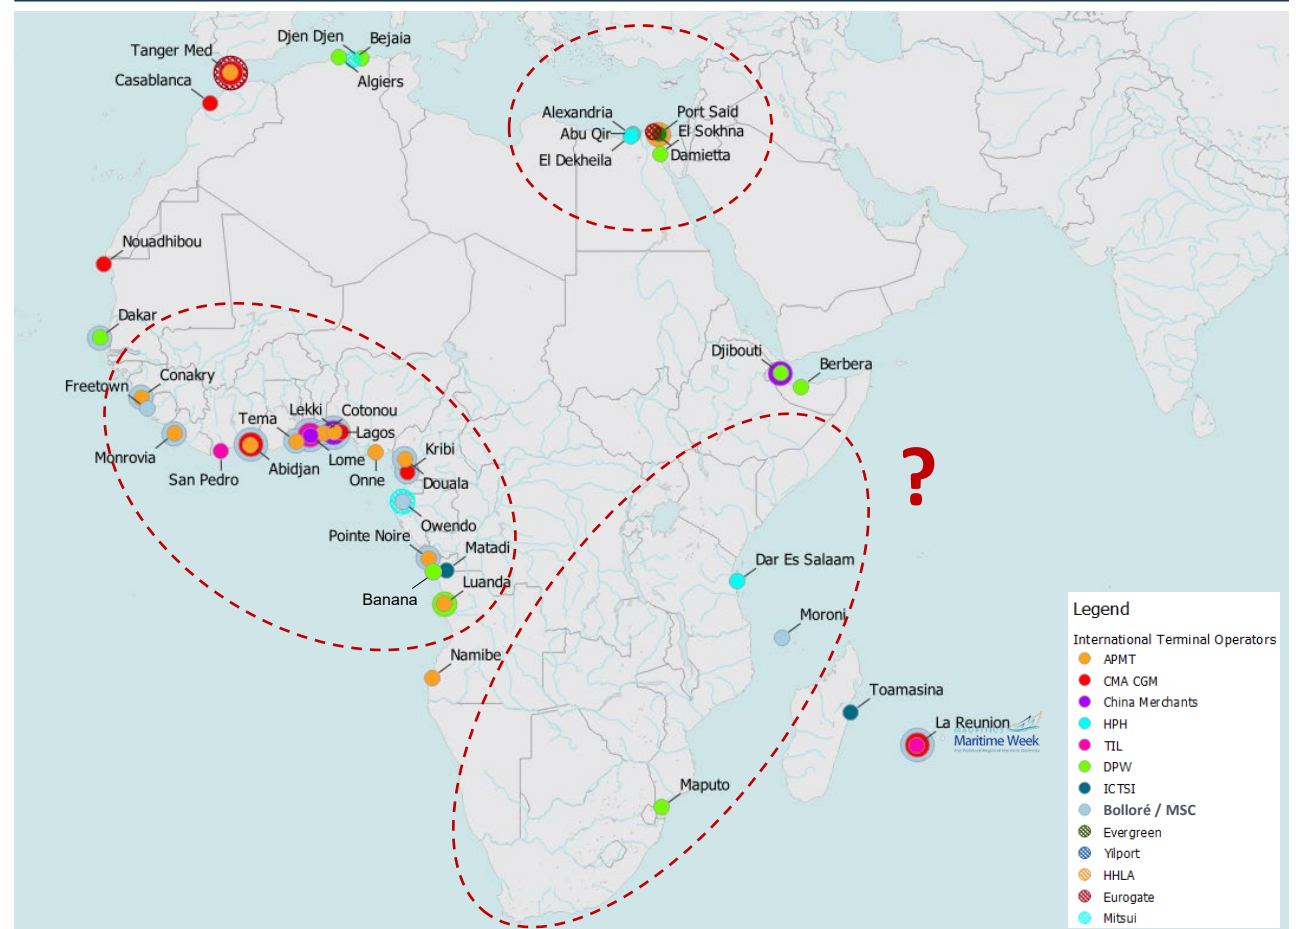 Djen Djen
Bejaia
Tanger Med
Algiers
Casablanca
Alexandria
Port Said
Abu Qir
El Sokhna
El Dekheila
Damietta
Nouadhibou
Dakar
Djibouti
Berbera
Freetown
Conakry
Tema
Lekki
Cotonou
Lagos
Kribi
Monrovia
San Pedro
Abidjan
Lome
Onne
Douala
?
Owendo
Pointe Noire
Matadi
Luanda
Banana
Dar Es Salaam
Moroni
Namibe
Toamasina
La Reunion
MAURITIUS
Maritime Week
Maputo
Legend
International Terminal Operators
APMT
CMA CGM
China Merchants
HPH
TIL
DPW
ICTSI
Bolloré / MSC
Evergreen
Yilport
HHLA
Eurogate
Mitsui